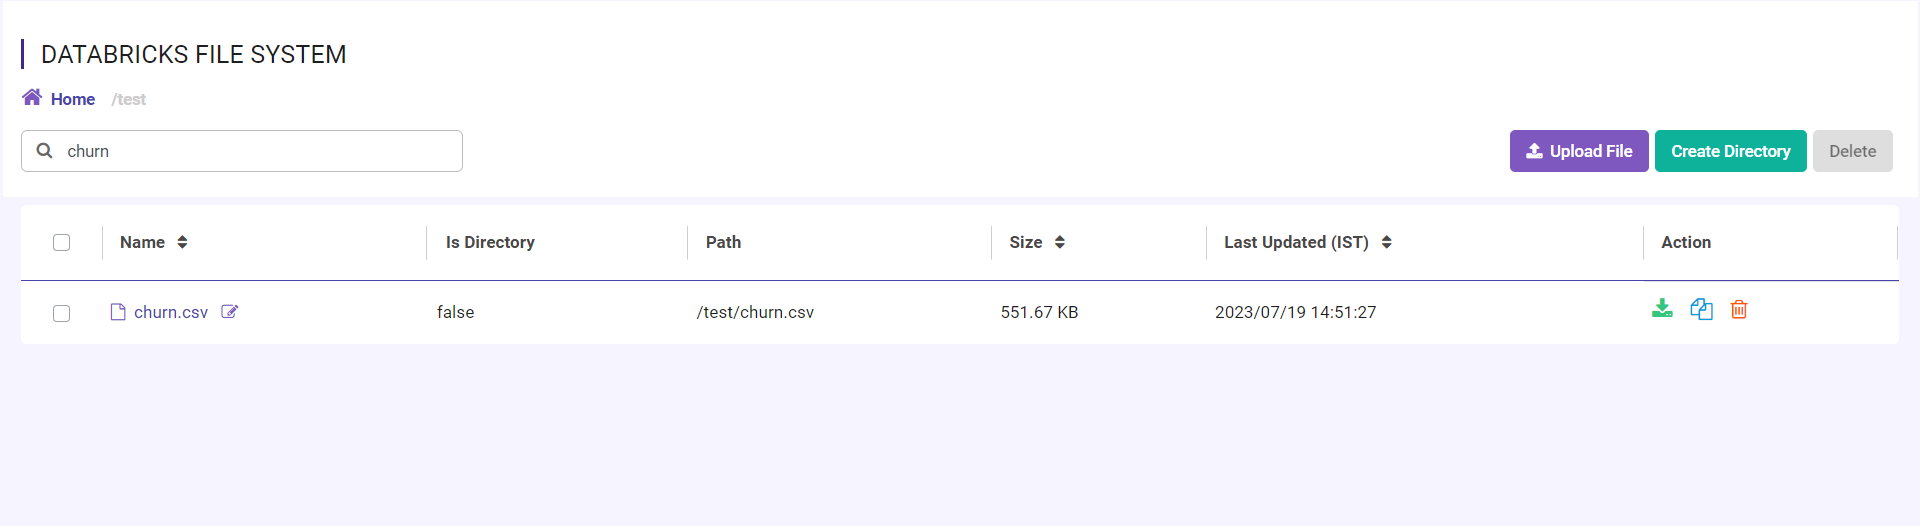 DATABRICKS FILE SYSTEM
Home /test
churn Upload File Create Directory Delete
Name Is Directory Path Size Last Updated (IST) Action
churn.csv false /test/churn.csv 551.67 KB 2023/07/19 14:51:27